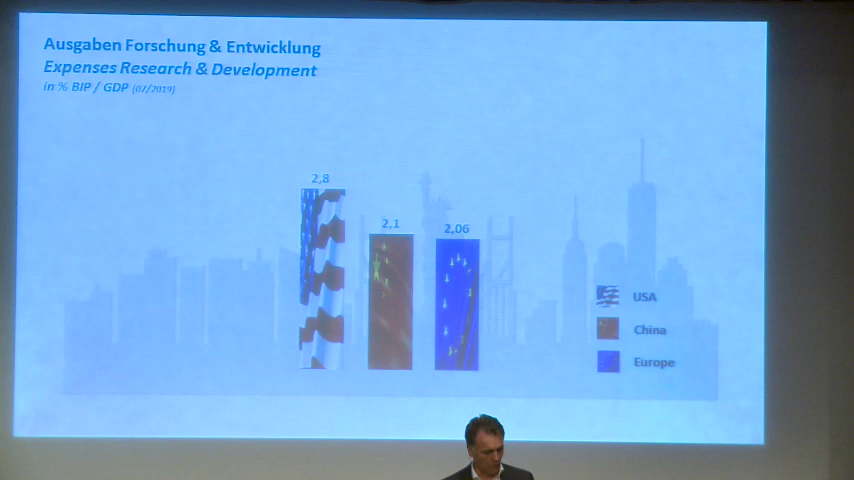 Ausgaben Forschung & Entwicklung
Expenses Research & Development
in % BIP / GDP (07/2019)
2,8
2,1
2,06
USA
China
Europe